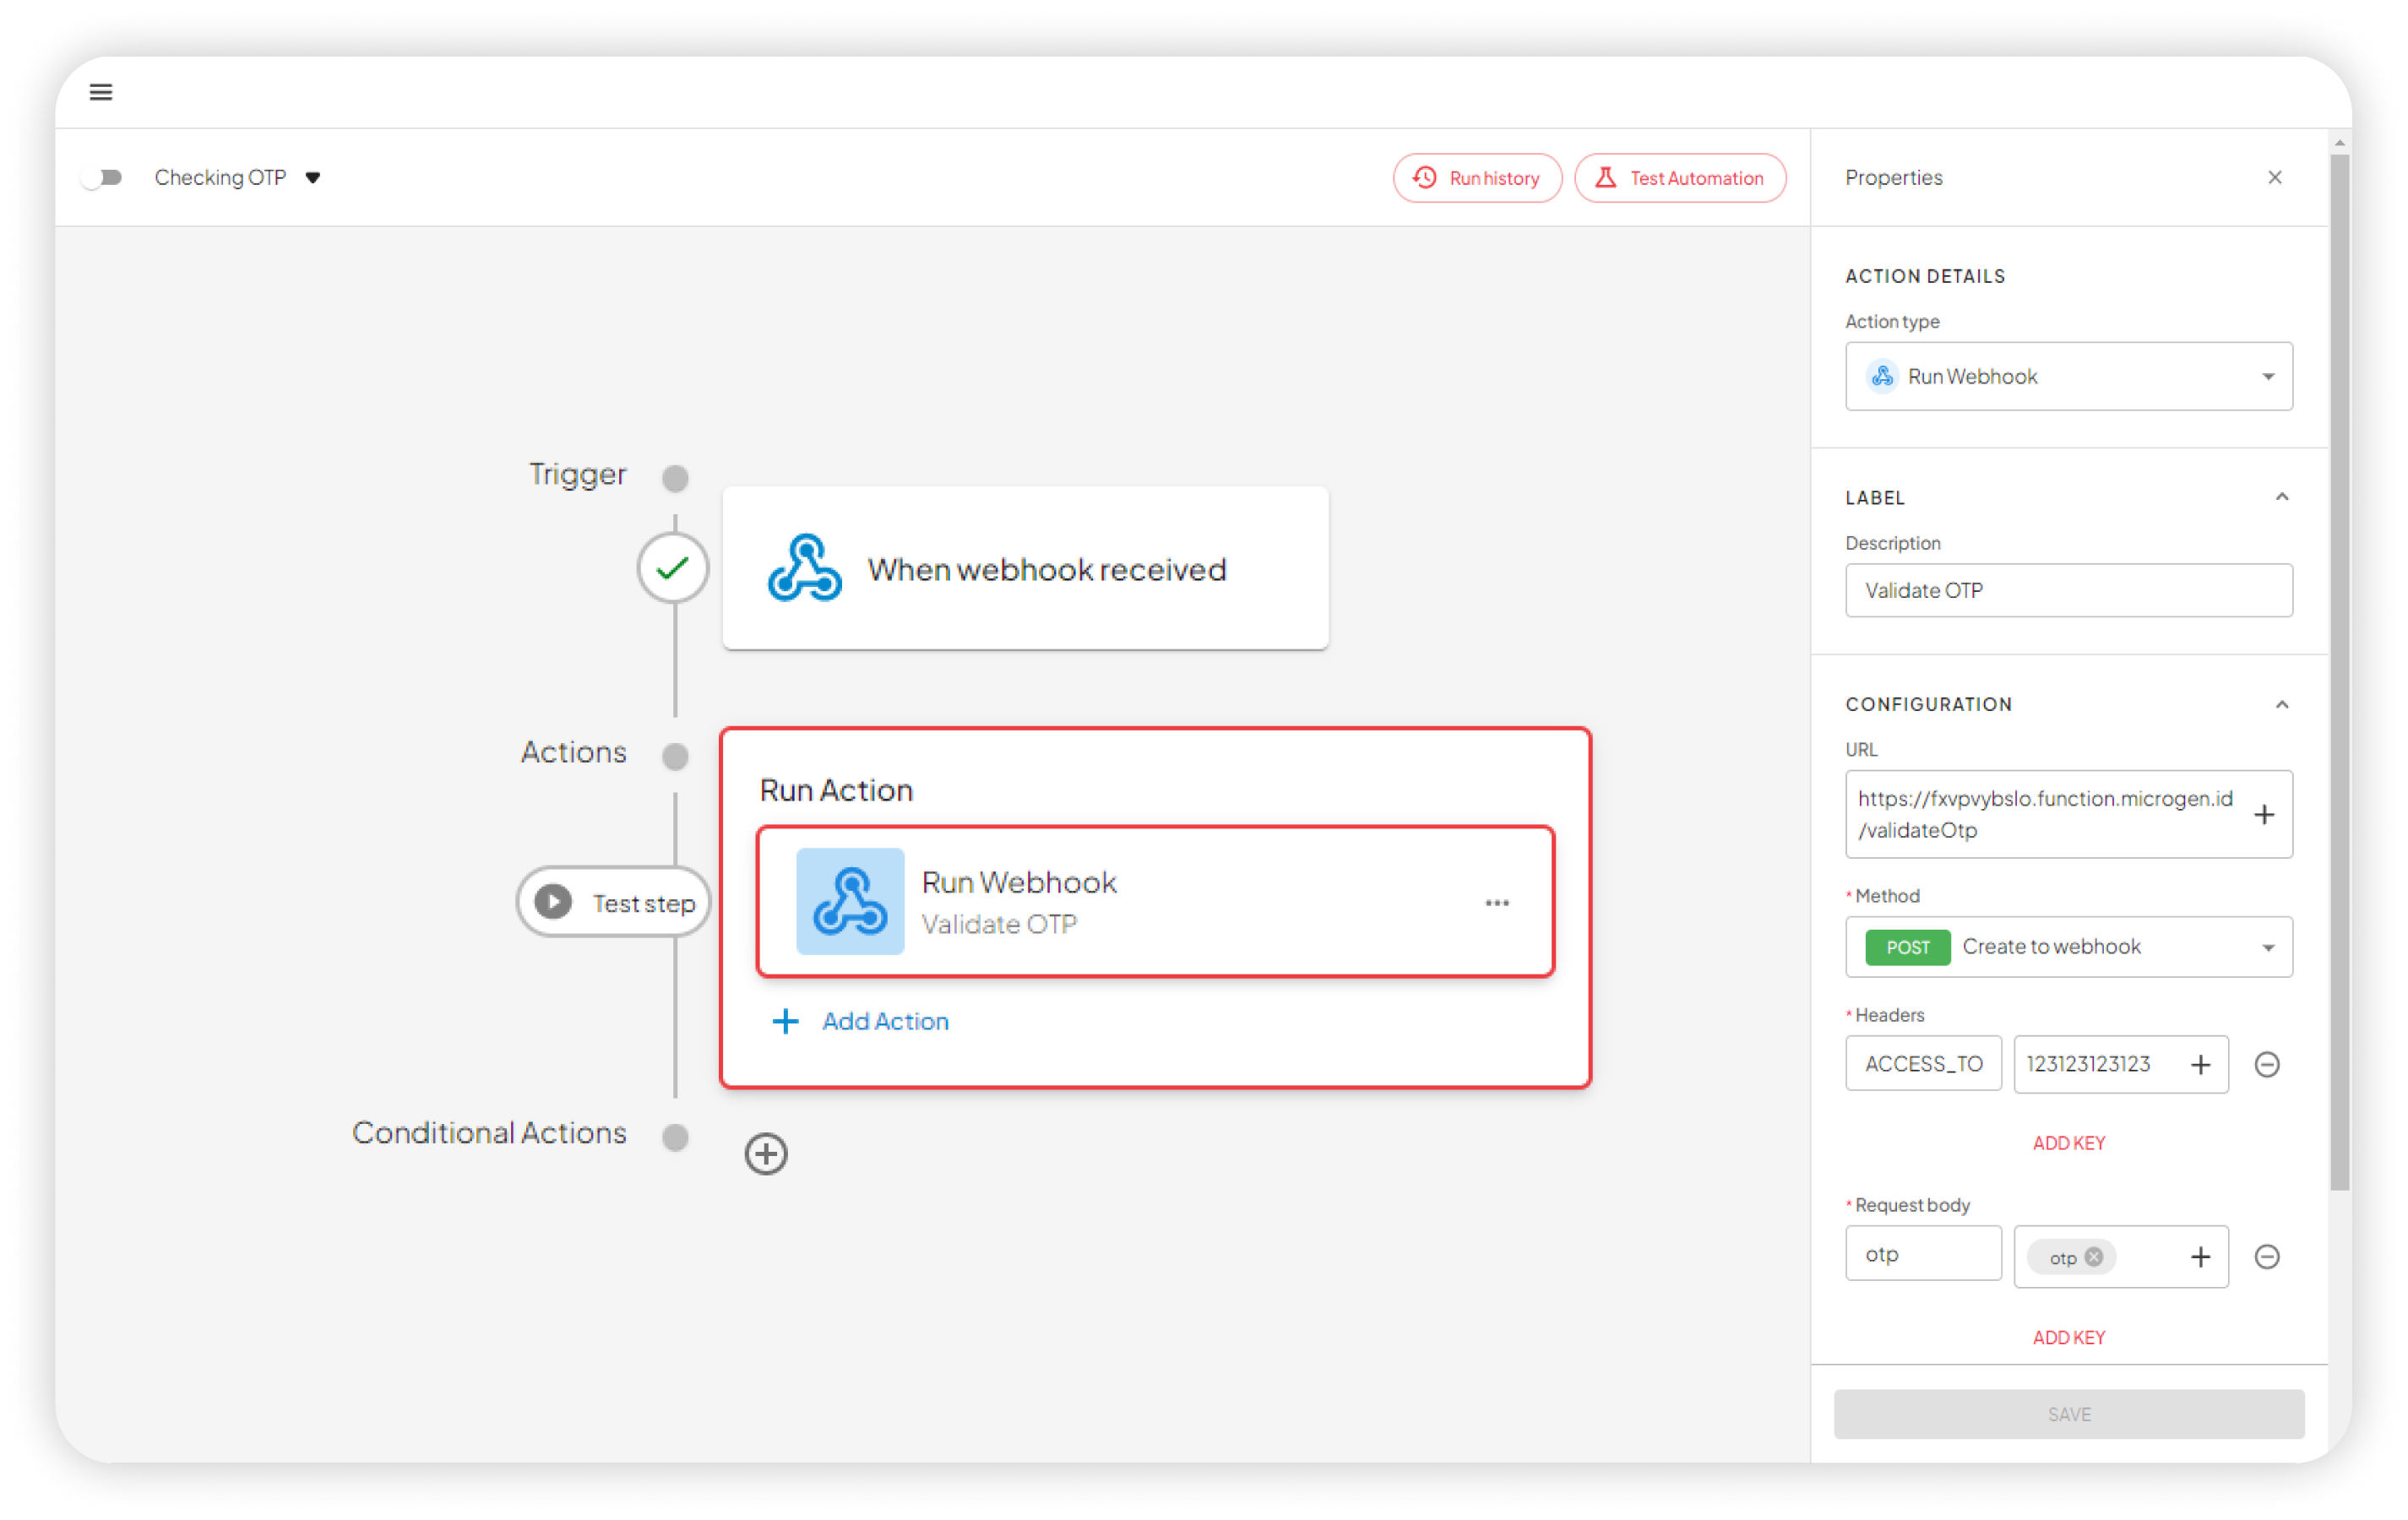 Checking OTP
Run history
Test Automation
Properties
ACTION DETAILS
Action type
Run Webhook
LABEL
Description
Validate OTP
CONFIGURATION
URL
https://fxvpvybslo.function.microgen.id
/validateOtp
* Method
POST Create to webhook
* Headers
ACCESS_TO 123123123123
ADD KEY
* Request body
otp otp
ADD KEY
SAVE
Trigger
When webhook received
Actions
Run Action
Run Webhook
Validate OTP
Test step
Add Action
Conditional Actions